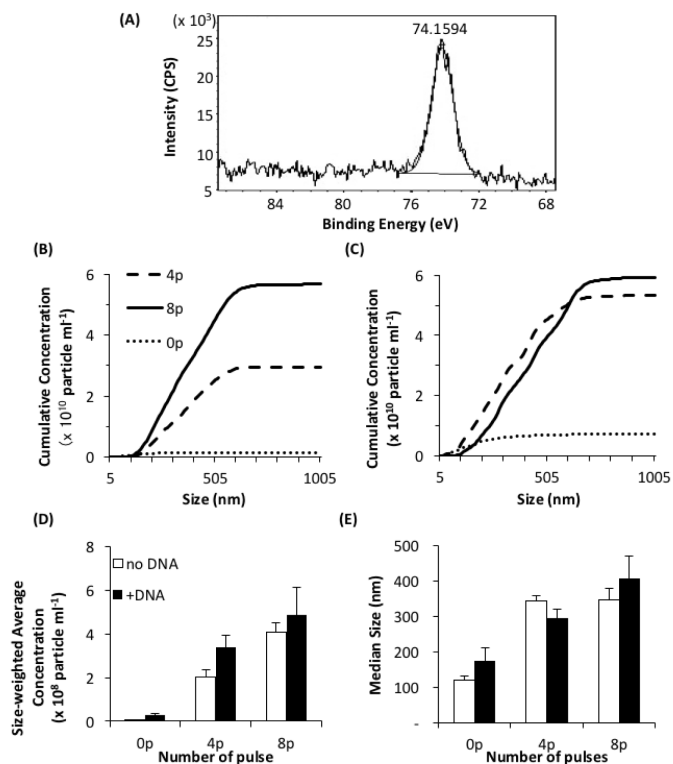 (A)
(x 10³)
74.1594
25
20
15
10
5
Intensity (CPS)
84
80
76
72
68
Binding Energy (eV)
(B)
6
4
2
0
Cumulative Concentration
(x 10¹⁰ particle ml⁻¹)
4p
8p
0p
5
505
1005
Size (nm)
(C)
6
4
2
0
Cumulative Concentration
(x 10¹⁰ particle ml⁻¹)
5
505
1005
Size (nm)
(D)
8
6
4
2
0
Size-weighted Average
Concentration
(x 10⁸ particle ml⁻¹)
no DNA
+DNA
0p
4p
8p
Number of pulse
(E)
500
400
300
200
100
-
Median Size (nm)
0p
4p
8p
Number of pulses